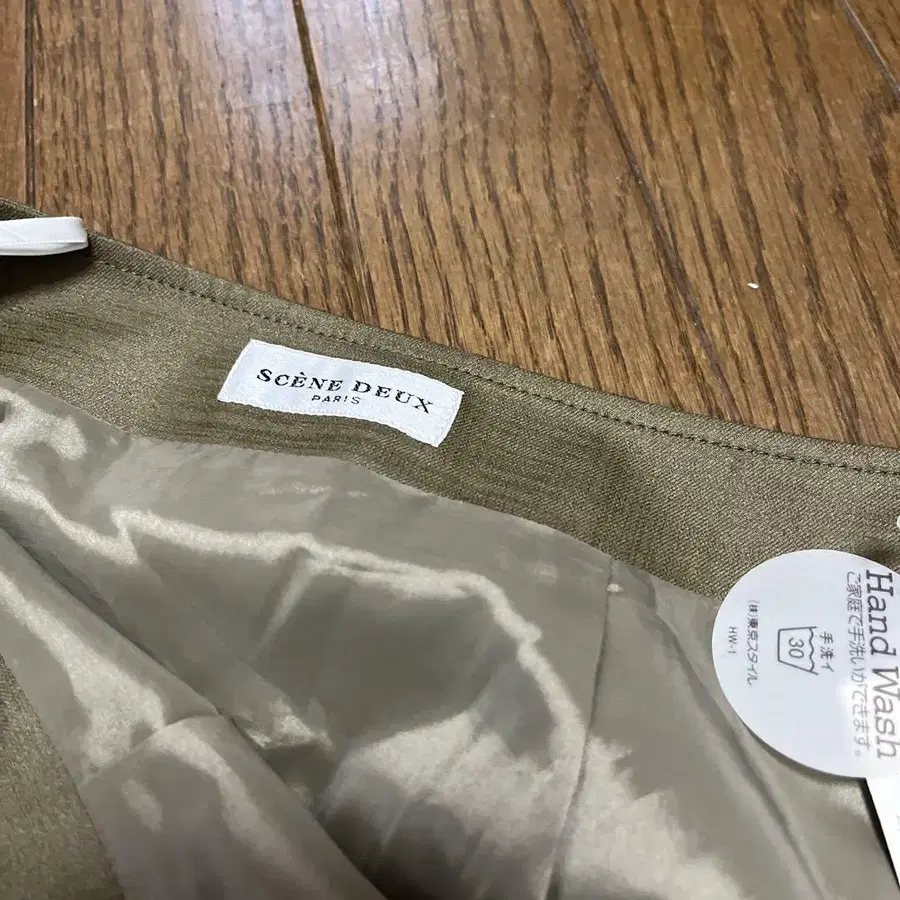 SCÈNE DEUX
PARIS
Hand Wash
ご家庭で手洗いができます。
手洗イ
30
(株)東京スタイル
HW-1